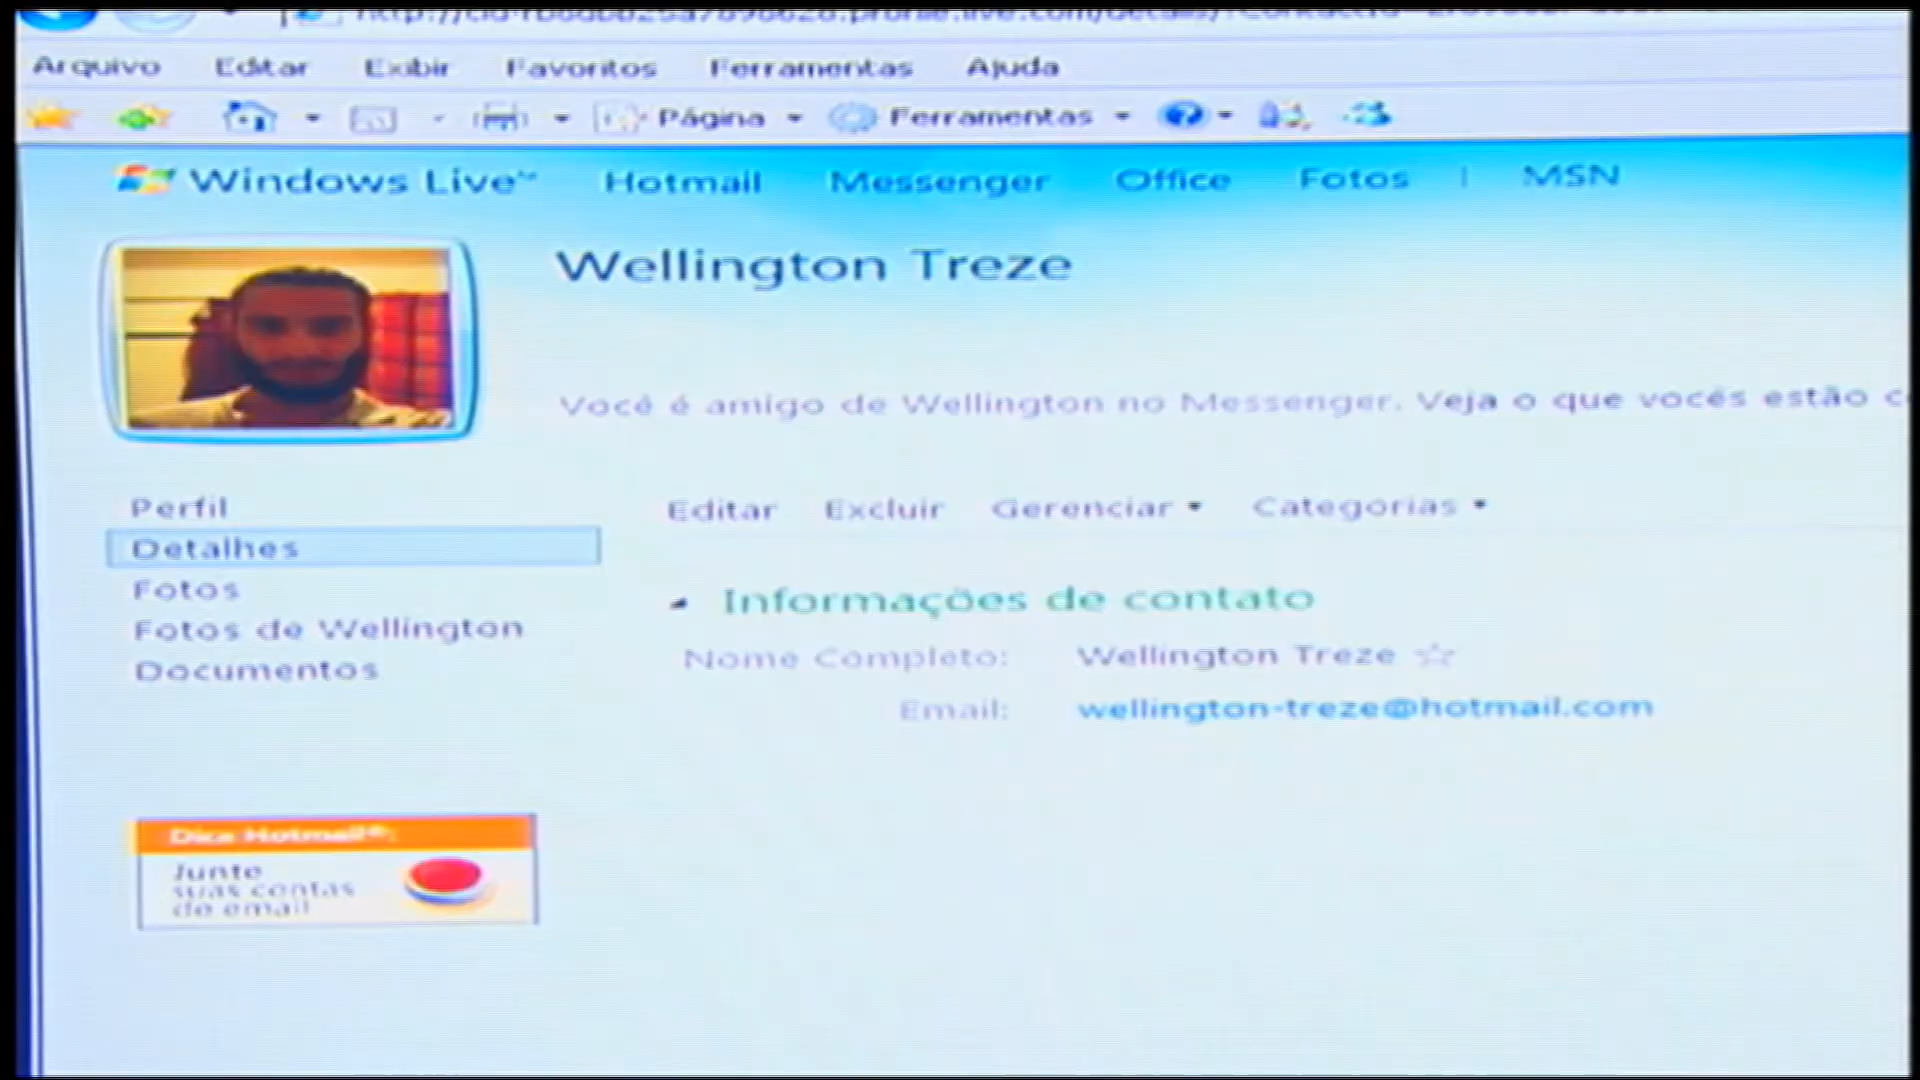 Arquivo Editar Exibir Favoritos Ferramentas Ajuda
Página Ferramentas
Windows Live™ Hotmail Messenger Office Fotos | MSN
Wellington Treze
Você é amigo de Wellington no Messenger. Veja o que vocês estão
Perfil
Detalhes
Fotos
Fotos de Wellington
Documentos
Editar Excluir Gerenciar Categorias
Informações de contato
Nome Completo: Wellington Treze
Email: wellington-treze@hotmail.com
Dica Hotmail®:
Junte
suas contas
de email